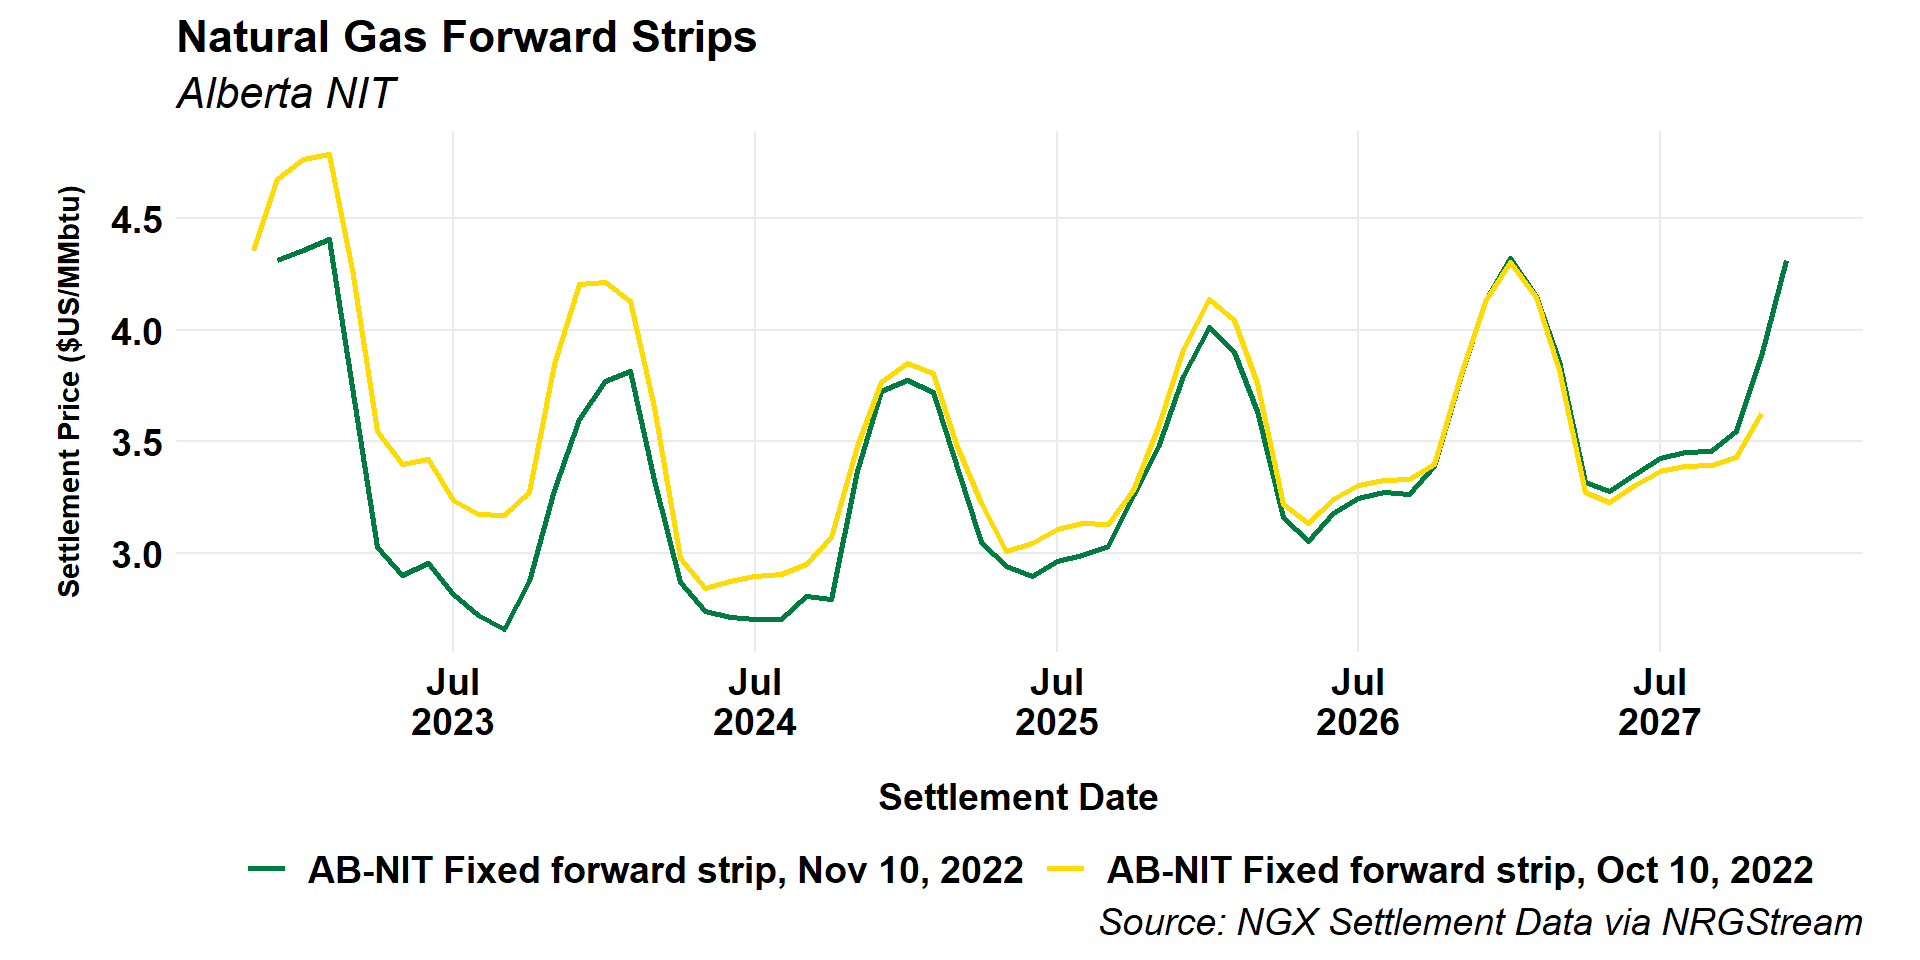 Natural Gas Forward Strips
Alberta NIT
Settlement Price ($US/MMbtu)
4.5
4.0
3.5
3.0
Jul
2023
Jul
2024
Jul
2025
Jul
2026
Jul
2027
Settlement Date
AB-NIT Fixed forward strip, Nov 10, 2022
AB-NIT Fixed forward strip, Oct 10, 2022
Source: NGX Settlement Data via NRGStream